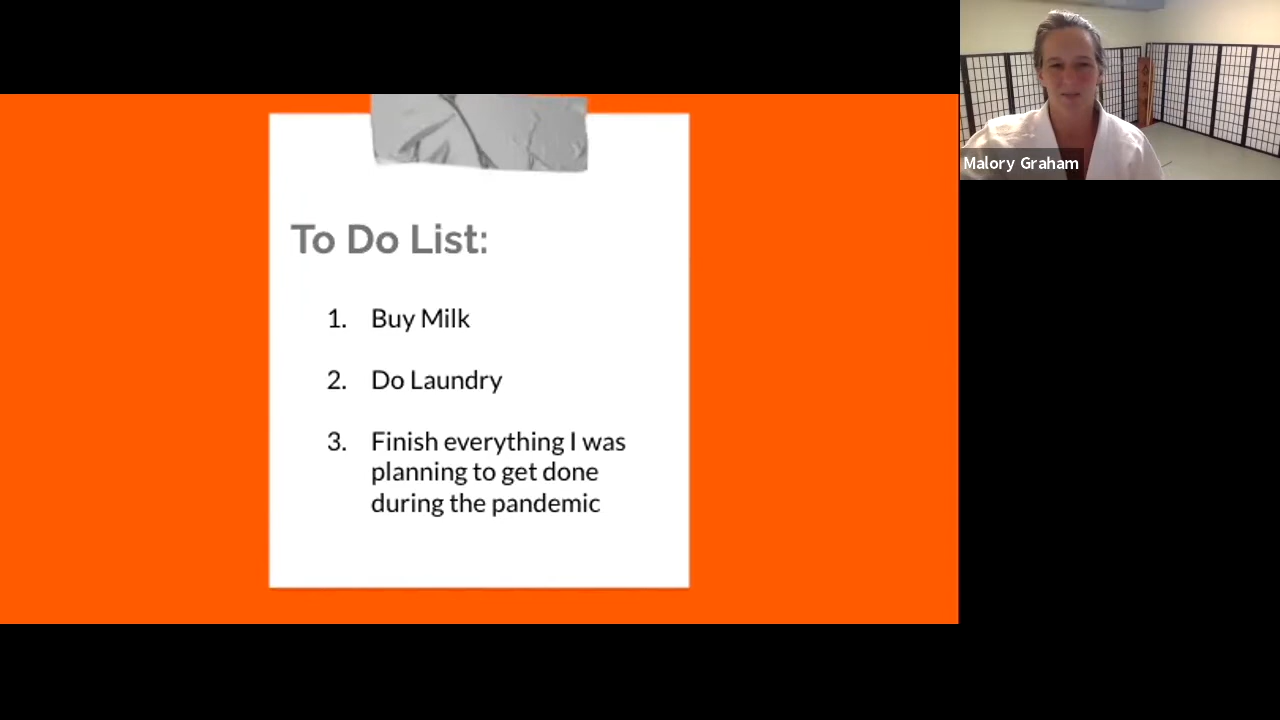 To Do List:
1. Buy Milk
2. Do Laundry
3. Finish everything I was
planning to get done
during the pandemic
Malory Graham